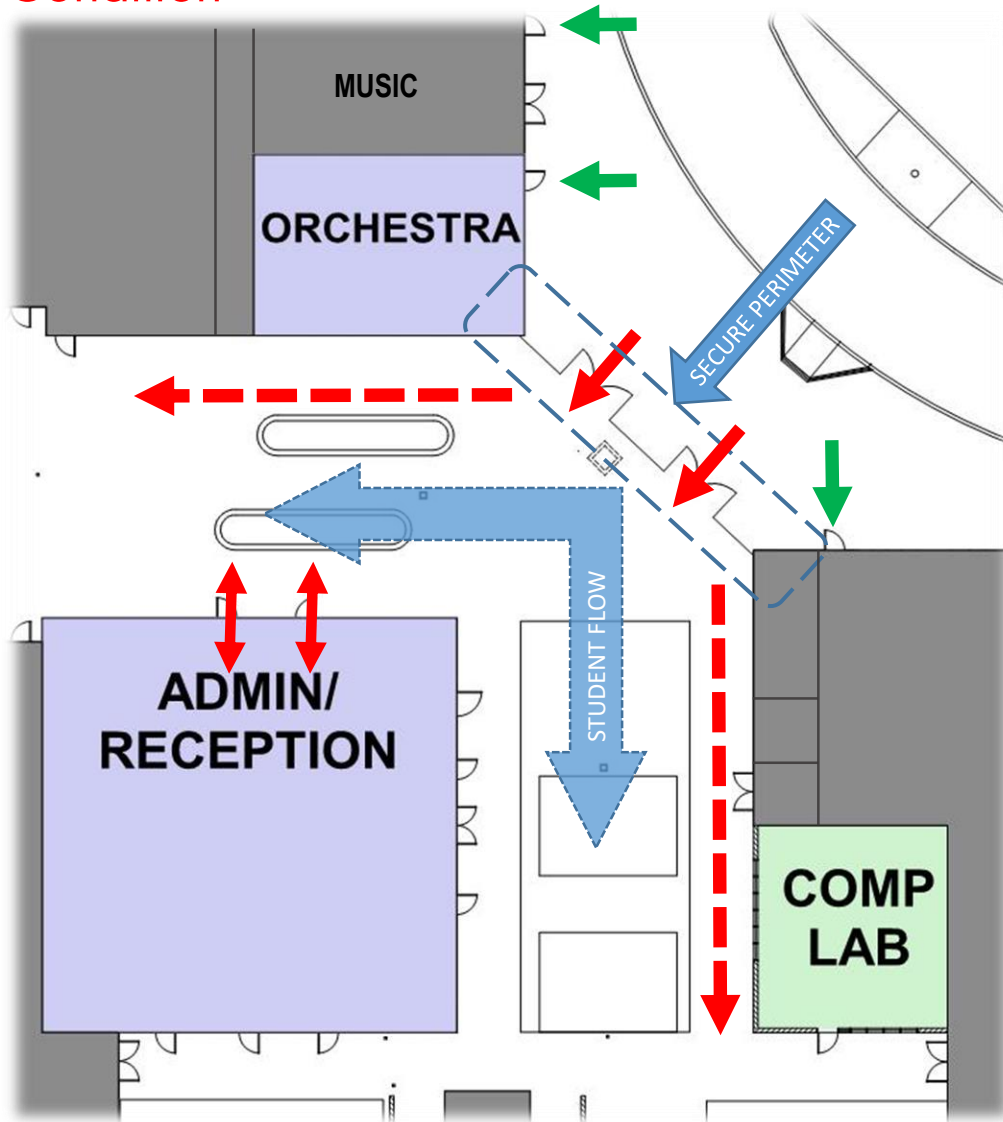 MUSIC
ORCHESTRA
SECURE PERIMETER
STUDENT FLOW
ADMIN/
RECEPTION
COMP
LAB